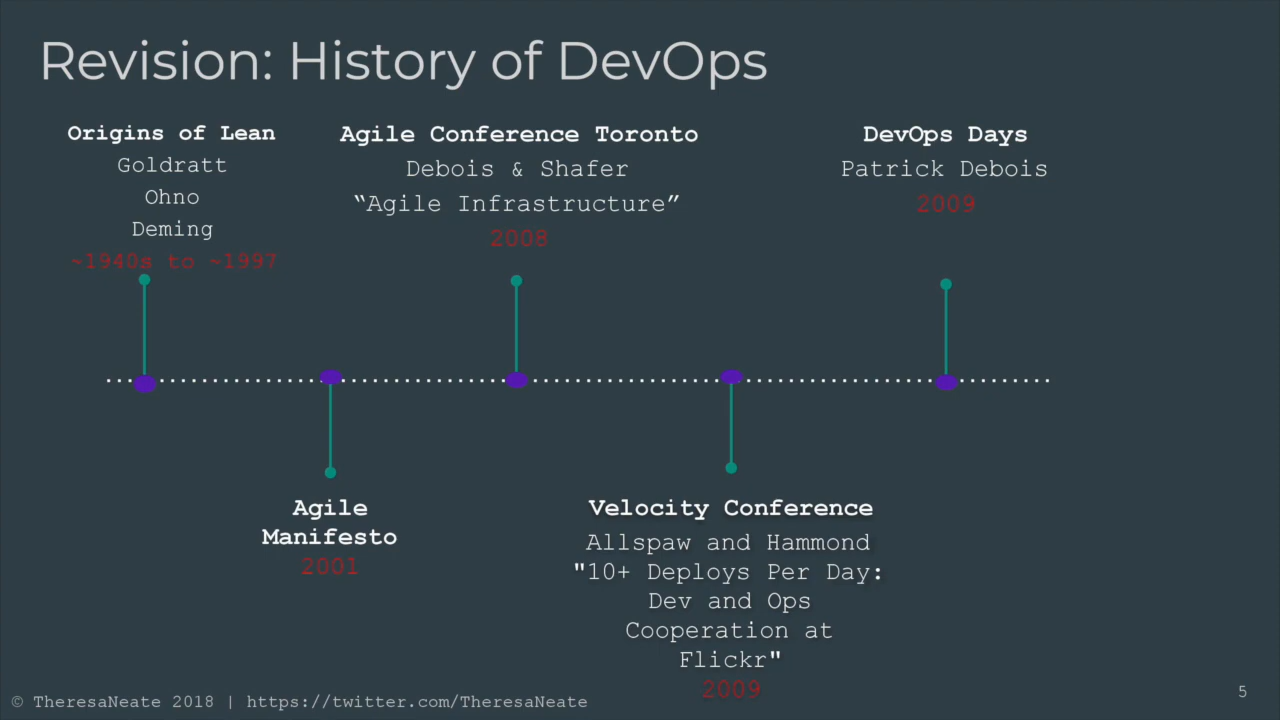 Revision: History of DevOps
Origins of Lean
Goldratt
Ohno
Deming
~1940s to ~1997
Agile Conference Toronto
Debois & Shafer
“Agile Infrastructure”
2008
DevOps Days
Patrick Debois
2009
Agile
Manifesto
2001
Velocity Conference
Allspaw and Hammond
"10+ Deploys Per Day:
Dev and Ops
Cooperation at
Flickr"
2009
© TheresaNeate 2018 | https://twitter.com/TheresaNeate
5